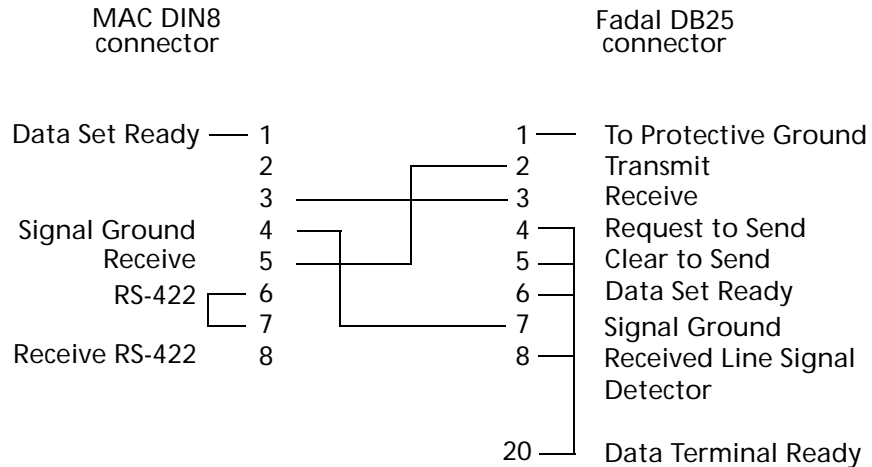 MAC DIN8 Fadal DB25
connector connector
Data Set Ready 1 1 To Protective Ground
2 2 Transmit
3 3 Receive
Signal Ground 4 4 Request to Send
Receive 5 5 Clear to Send
RS-422 6 6 Data Set Ready
7 7 Signal Ground
Receive RS-422 8 8 Received Line Signal
Detector
20 Data Terminal Ready